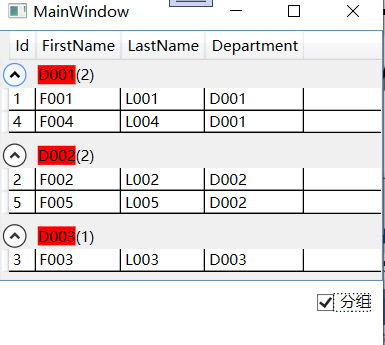 MainWindow
Id FirstName LastName Department
D001(2)
1 F001 L001 D001
4 F004 L004 D001
D002(2)
2 F002 L002 D002
5 F005 L005 D002
D003(1)
3 F003 L003 D003
分组